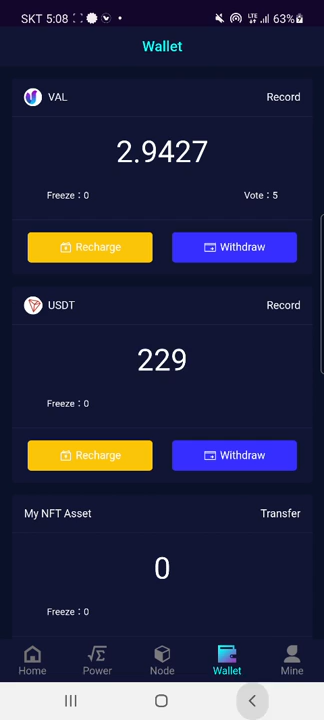 SKT 5:08 LTE 63%
Wallet
VAL Record
2.9427
Freeze：0 Vote：5
Recharge Withdraw
USDT Record
229
Freeze：0
Recharge Withdraw
My NFT Asset Transfer
0
Freeze：0
Home Power Node Wallet Mine